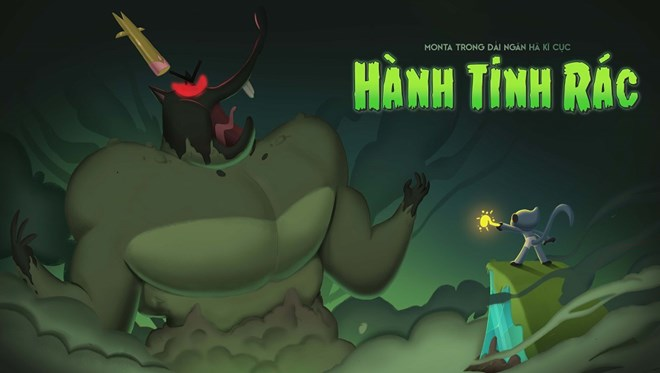 MONTA TRONG DẢI NGÂN HÀ KÌ CỤC
HÀNH TINH RÁC